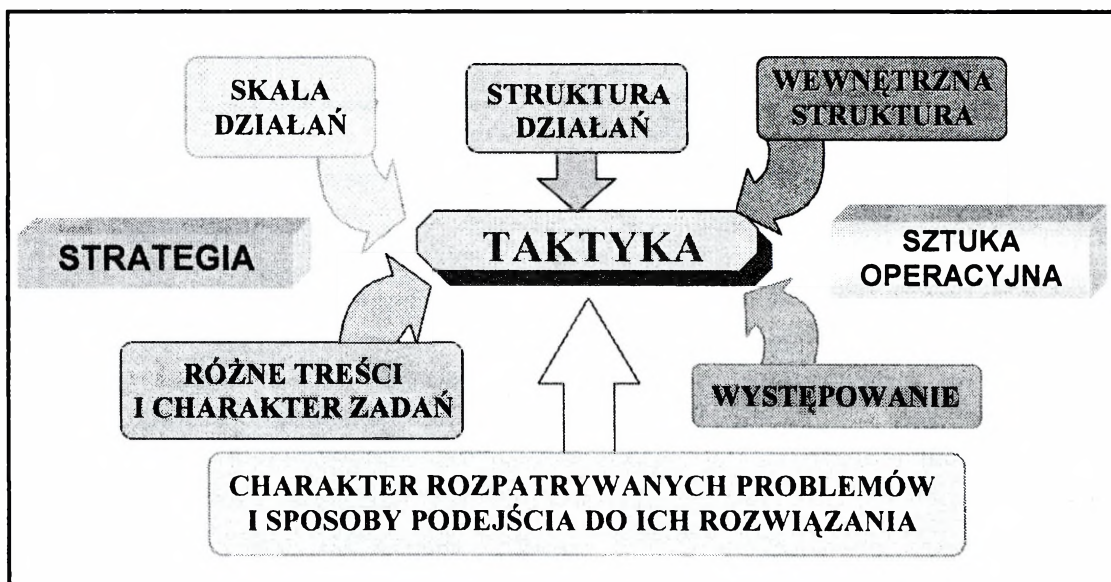 SKALA
DZIAŁAŃ
STRUKTURA
DZIAŁAŃ
WEWNĘTRZNA
STRUKTURA
STRATEGIA
TAKTYKA
SZTUKA
OPERACYJNA
RÓŻNE TREŚCI
I CHARAKTER ZADAŃ
WYSTĘPOWANIE
CHARAKTER ROZPATRYWANYCH PROBLEMÓW
I SPOSOBY PODEJŚCIA DO ICH ROZWIĄZANIA